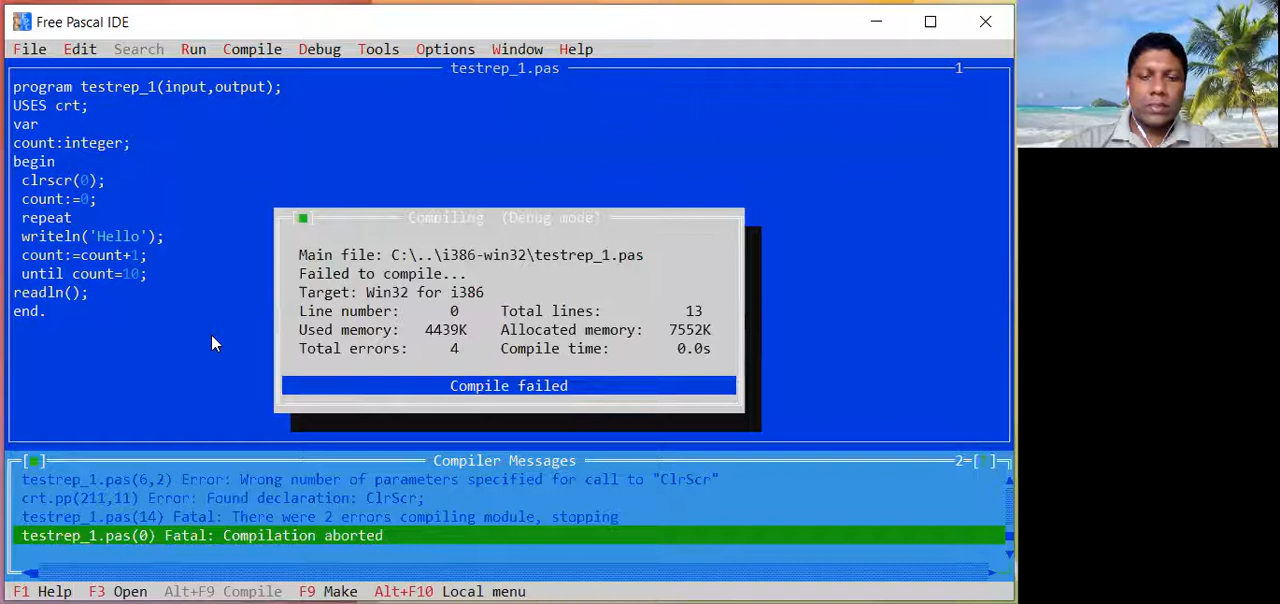 Free Pascal IDE
File Edit Search Run Compile Debug Tools Options Window Help
testrep_1.pas 1
program testrep_1(input,output);
USES crt;
var
count:integer;
begin
clrscr(0);
count:=0;
repeat
writeln('Hello');
count:=count+1;
until count=10;
readln();
end.
Compiling (Debug mode)
Main file: C:\..\i386-win32\testrep_1.pas
Failed to compile...
Target: Win32 for i386
Line number: 0 Total lines: 13
Used memory: 4439K Allocated memory: 7552K
Total errors: 4 Compile time: 0.0s
Compile failed
Compiler Messages 2
testrep_1.pas(6,2) Error: Wrong number of parameters specified for call to "ClrScr"
crt.pp(211,11) Error: Found declaration: ClrScr;
testrep_1.pas(14) Fatal: There were 2 errors compiling module, stopping
testrep_1.pas(0) Fatal: Compilation aborted
F1 Help F3 Open Alt+F9 Compile F9 Make Alt+F10 Local menu